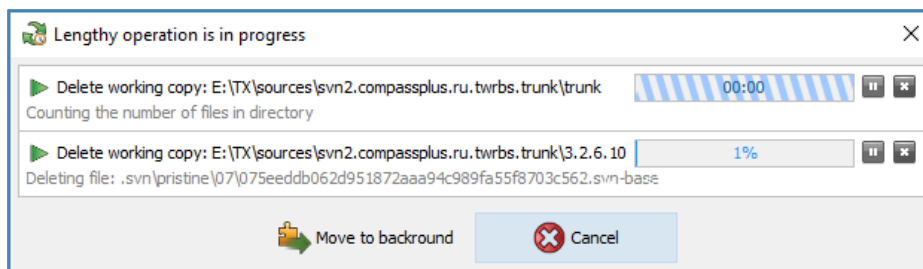 Lengthy operation is in progress
Delete working copy: E:\TX\sources\svn2.compassplus.ru.twrbs.trunk\trunk 00:00
Counting the number of files in directory
Delete working copy: E:\TX\sources\svn2.compassplus.ru.twrbs.trunk\3.2.6.10 1%
Deleting file: .svn\pristine\07\075eeddb062d951872aaa94c989fa55f8703c562.svn-base
Move to backround Cancel